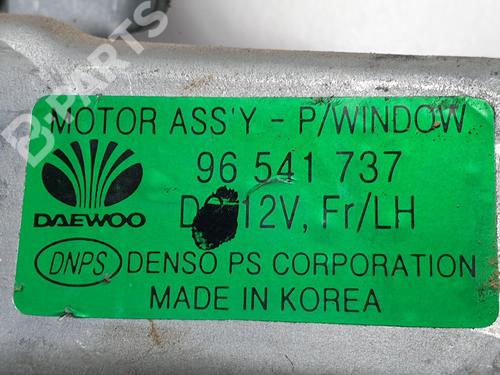 B-PARTS
MOTOR ASS'Y - P/WINDOW
96 541 737
DAEWOO
12V, Fr/LH
DNPS DENSO PS CORPORATION
MADE IN KOREA